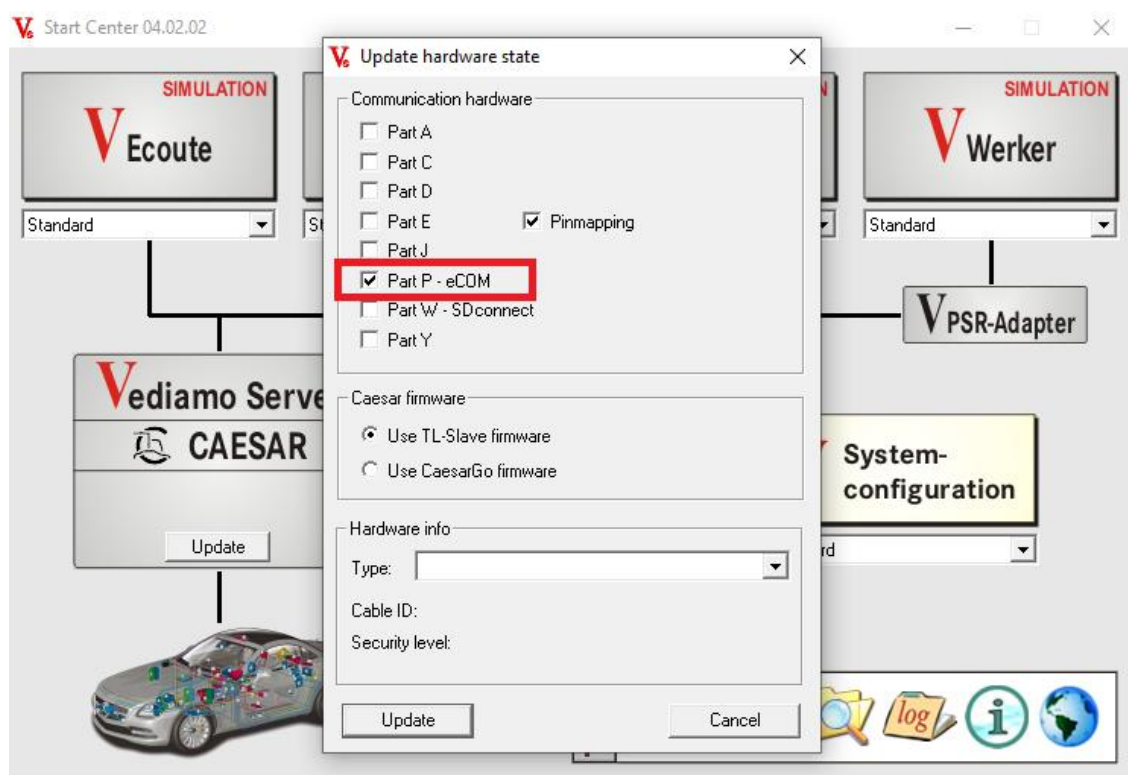 Start Center 04.02.02
Update hardware state
SIMULATION
V Ecoute
Standard
Communication hardware
Part A
Part C
Part D
Part E
Pinmapping
Part J
Part P - eCOM
Part W - SDconnect
Part Y
SIMULATION
V Werker
Standard
V PSR-Adapter
Vediamo Serve
CAESAR
Update
Caesar firmware
Use TL-Slave firmware
Use CaesarGo firmware
System-
configuration
rd
Hardware info
Type:
Cable ID:
Security level:
Update
Cancel
log
i